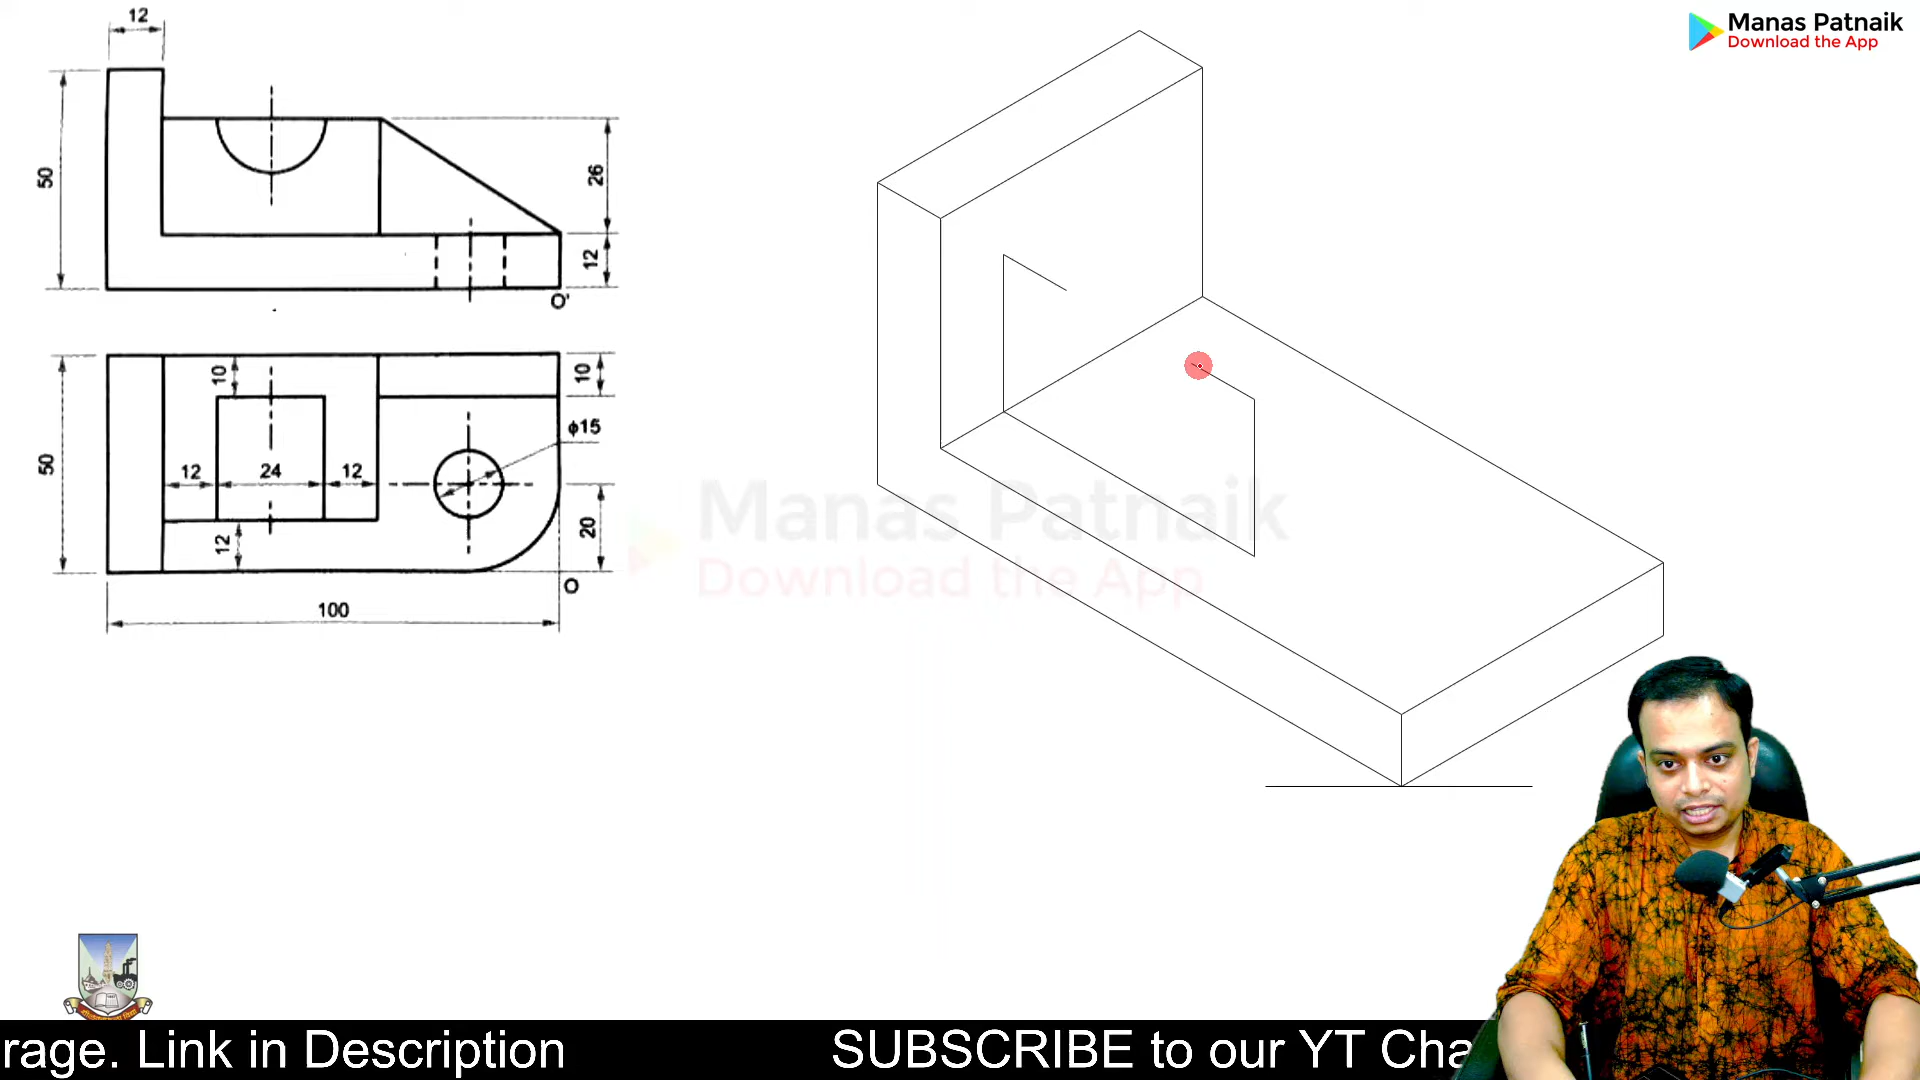 12
Manas Patnaik
Download the App
50
26
12
O'
10
10
ϕ15
50
12
24
12
12
20
O
100
Manas Patnaik
Download the App
rage. Link in Description
SUBSCRIBE to our YT Cha